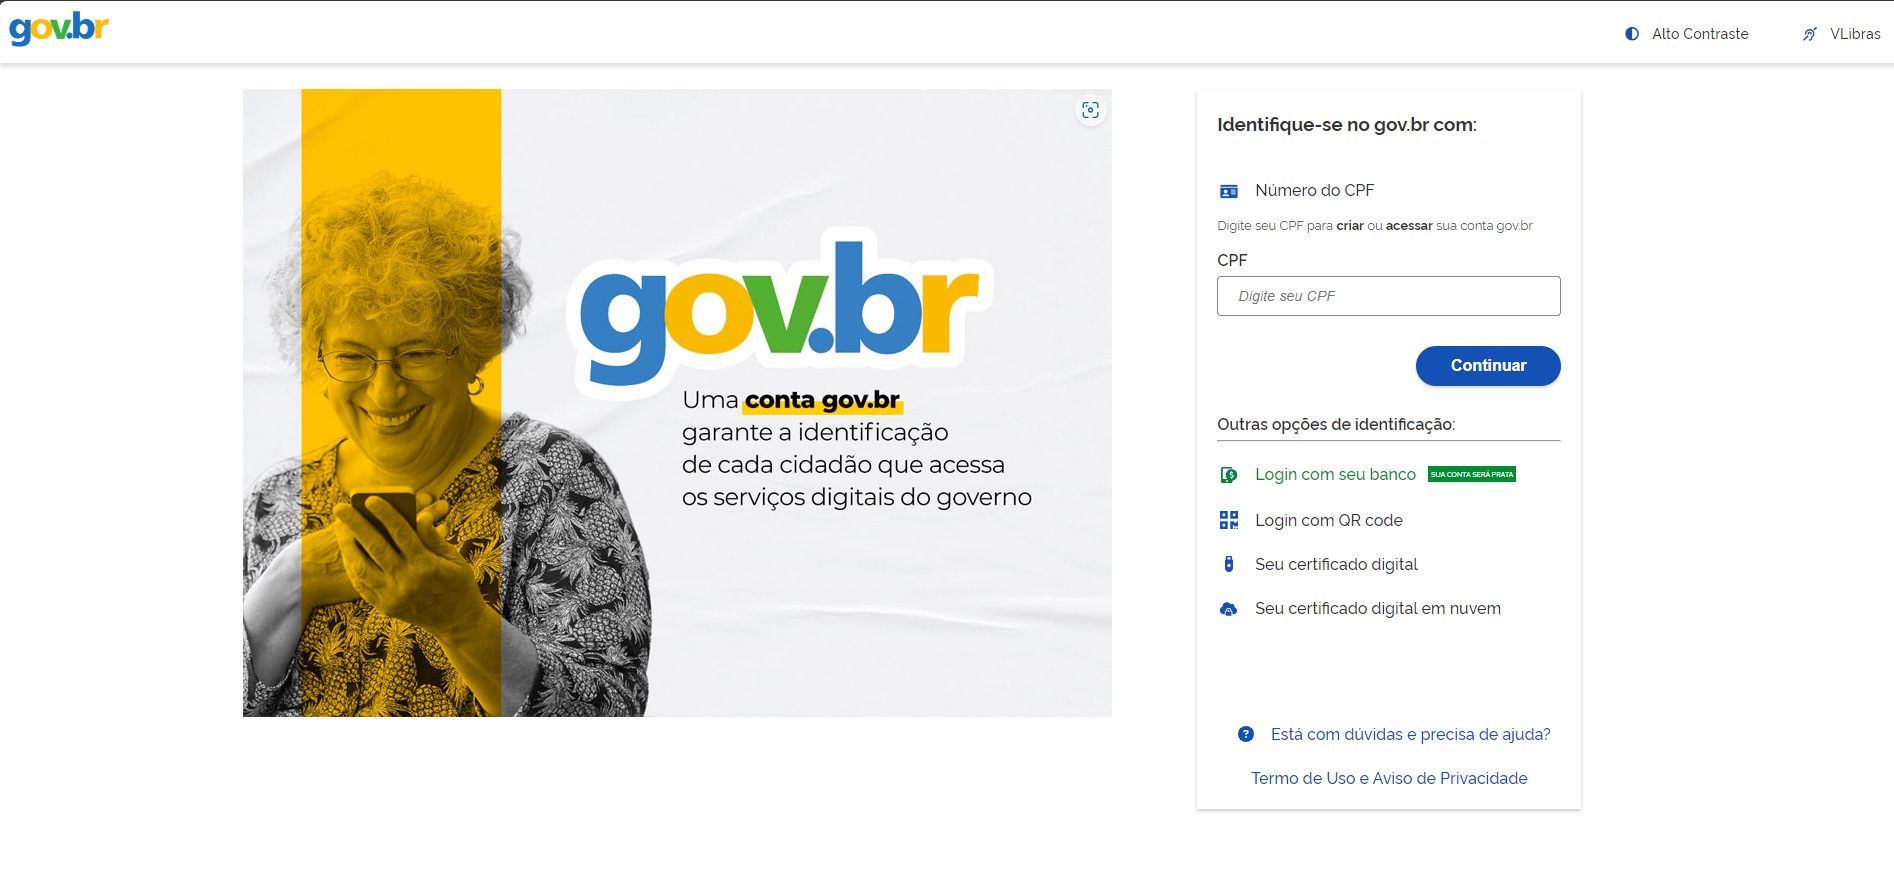 gov.br
Alto Contraste
VLibras
gov.br
Uma conta gov.br
garante a identificação
de cada cidadão que acessa
os serviços digitais do governo
Identifique-se no gov.br com:
Número do CPF
Digite seu CPF para criar ou acessar sua conta gov.br
CPF
Digite seu CPF
Continuar
Outras opções de identificação:
Login com seu banco SUA CONTA SERÁ PRATA
Login com QR code
Seu certificado digital
Seu certificado digital em nuvem
Está com dúvidas e precisa de ajuda?
Termo de Uso e Aviso de Privacidade